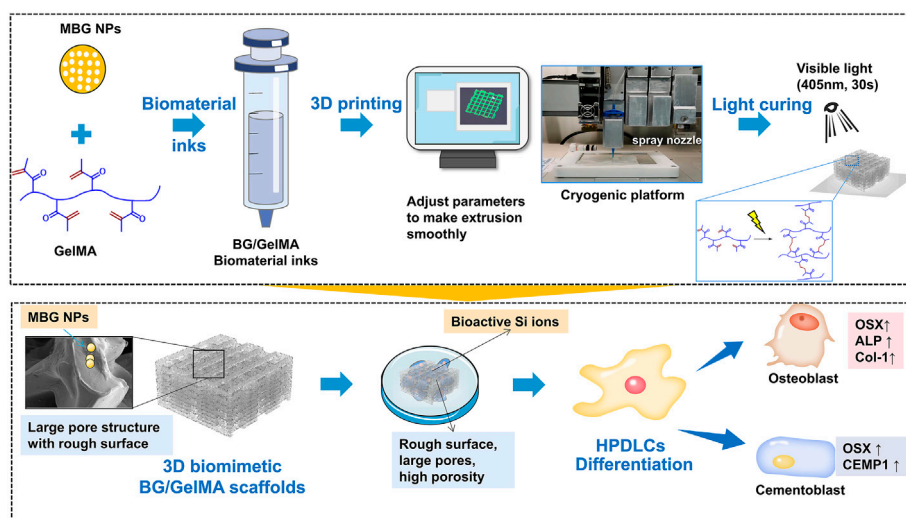 MBG NPs
GelMA
Biomaterial
inks
BG/GelMA
Biomaterial inks
3D printing
Adjust parameters
to make extrusion
smoothly
spray nozzle
Cryogenic platform
Light curing
Visible light
(405nm, 30s)
MBG NPs
Large pore structure
with rough surface
3D biomimetic
BG/GelMA scaffolds
Bioactive Si ions
Rough surface,
large pores,
high porosity
HPDLCs
Differentiation
Osteoblast
OSX↑
ALP ↑
Col-1↑
OSX ↑
CEMP1 ↑
Cementoblast